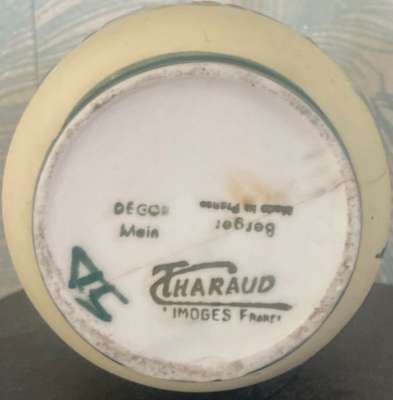 DÉCOR
Main
Berger
Made in France
THARAUD
LIMOGES FRANCE